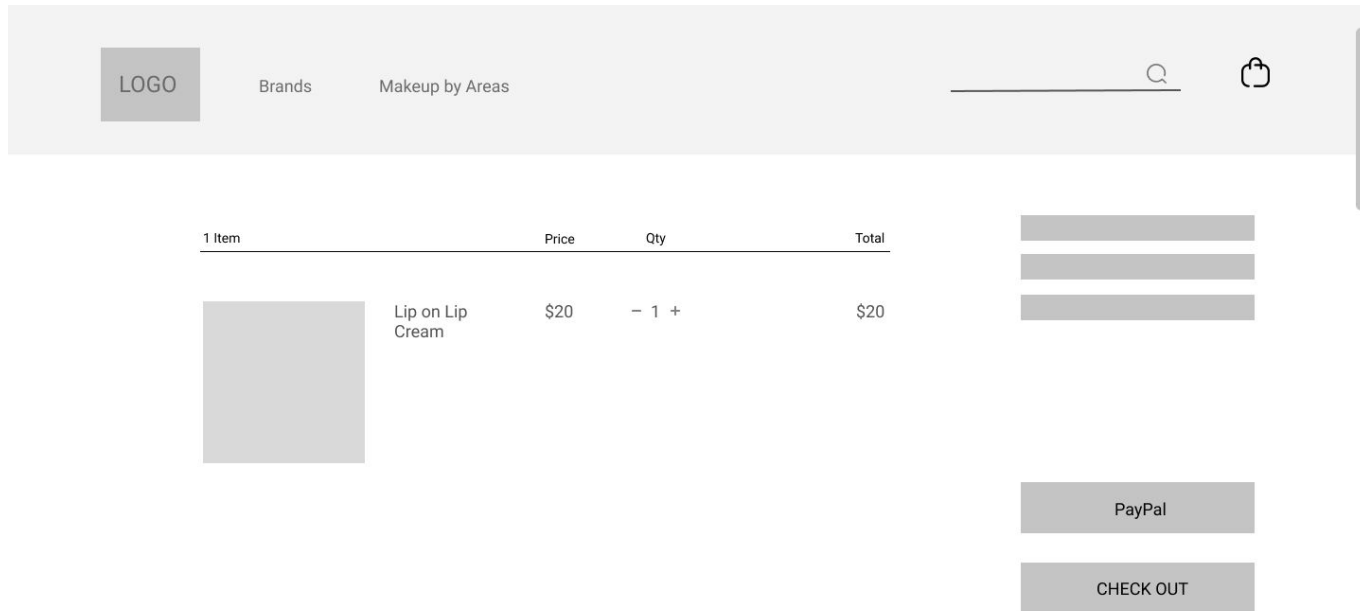 LOGO
Brands
Makeup by Areas
1 Item Price Qty Total
Lip on Lip $20 − 1 + $20
Cream
PayPal
CHECK OUT